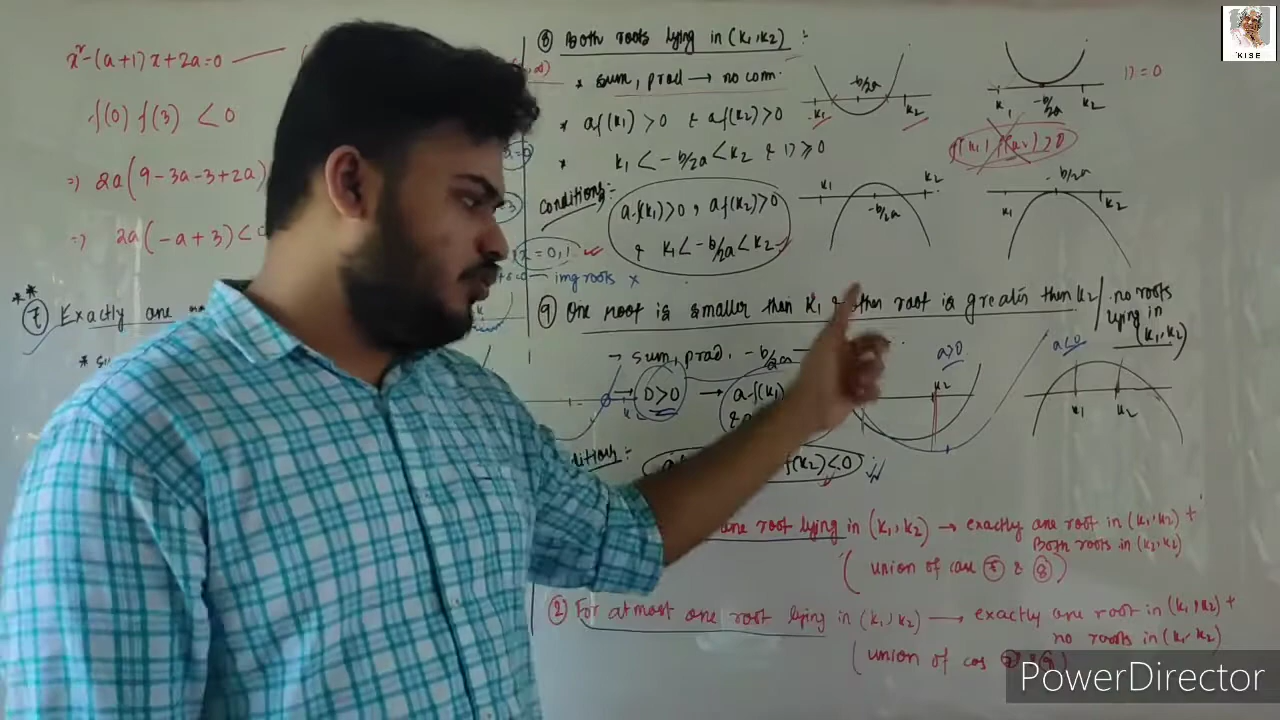 x² - (a+1)x + 2a = 0
f(0) f(3) < 0
⇒ 2a(9-3a-3+2a)
⇒ 2a(-a+3) <
** ⑦ Exactly one
x = 0,1 ✓
img roots ×
⑧ Both roots lying in (k₁,k₂) :
* sum, prod → no com.
* af(k₁) > 0 & af(k₂) > 0
* k₁ < -b/2a < k₂ & D ≥ 0
conditions:-
a.f(k₁)>0, af(k₂)>0
& k₁ < -b/2a < k₂
k₁ -b/2a k₂
k₁ -b/2a k₂ D = 0
f(k₁) f(k₂) > 0
k₁ -b/2a k₂
k₁ -b/2a k₂
⑨ One root is smaller then k₁ & other root is greater then k₂ / no roots
lying in
(k₁,k₂)
→ sum, prod. -b/2a
→ D>0 → a.f(k₁)
a>0 k₂
a<0 k₁ k₂
f(k₂)<0
one root lying in (k₁,k₂) → exactly one root in (k₁,k₂) +
Both roots in (k₁,k₂)
(union of case ⑦ & ⑧)
② For atmost one root lying in (k₁,k₂) → exactly one root in (k₁,k₂) +
no roots in (k₁,k₂)
(union of cas
KISE
PowerDirector